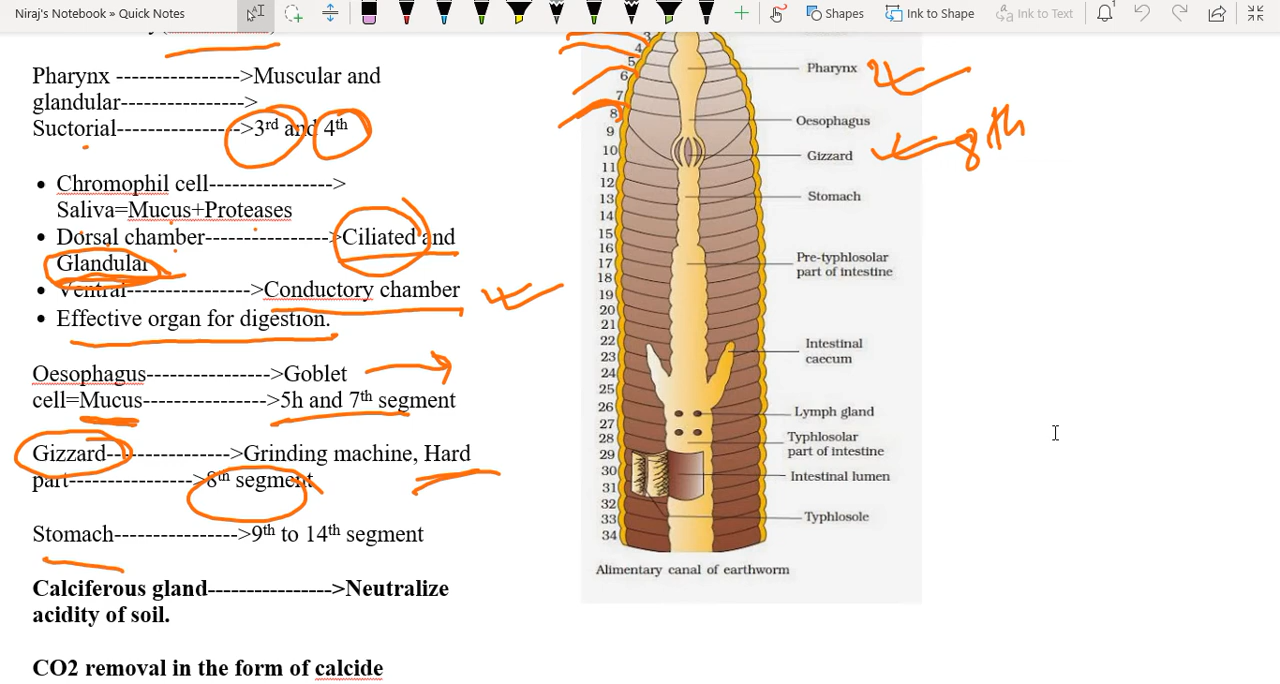 Niraj's Notebook » Quick Notes
Shapes
Ink to Shape
Ink to Text
Pharynx ---------------->Muscular and
glandular---------------->
Suctorial---------------->3rd and 4th
• Chromophil cell---------------->
Saliva=Mucus+Proteases
• Dorsal chamber---------------->Ciliated and
Glandular
• Ventral---------------->Conductory chamber
• Effective organ for digestion.
Oesophagus---------------->Goblet
cell=Mucus---------------->5h and 7th segment
Gizzard---------------->Grinding machine, Hard
part---------------->8th segment
Stomach---------------->9th to 14th segment
Calciferous gland---------------->Neutralize
acidity of soil.
CO2 removal in the form of calcide
3
4
5
6
7
8
9
10
11
12
13
14
15
16
17
18
19
20
21
22
23
24
25
26
27
28
29
30
31
32
33
34
Pharynx
Oesophagus
Gizzard
8th
Stomach
Pre-typhlosolar
part of intestine
Intestinal
caecum
Lymph gland
Typhlosolar
part of intestine
Intestinal lumen
Typhlosole
Alimentary canal of earthworm